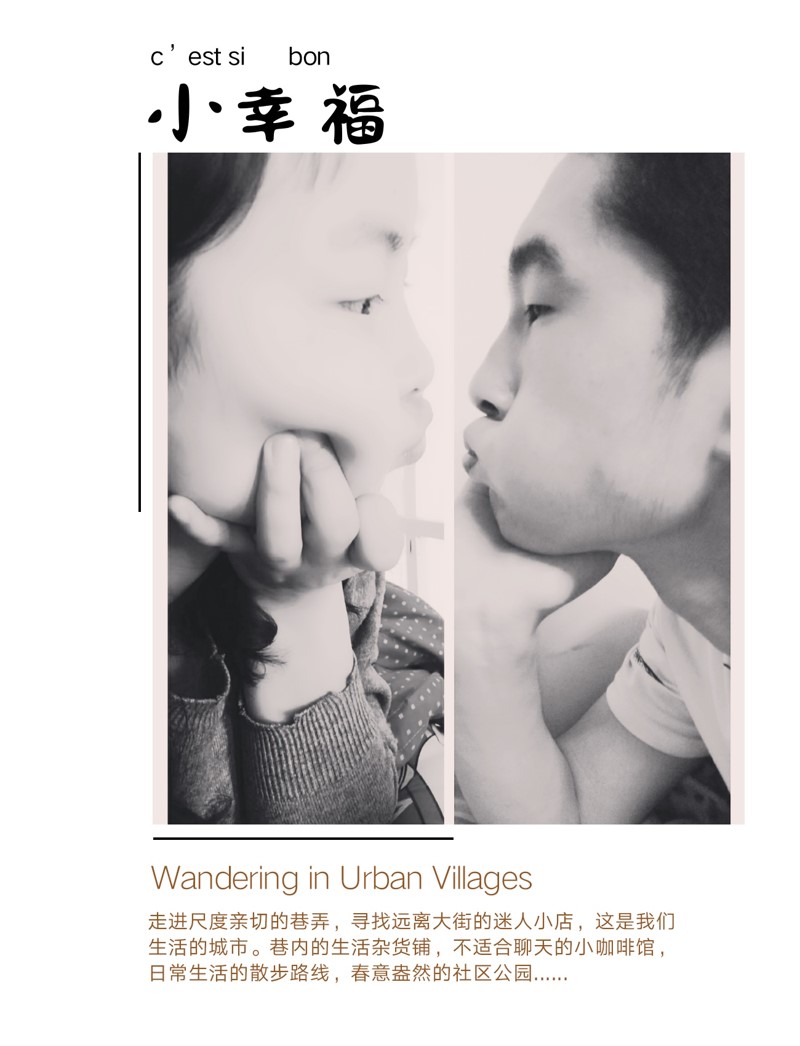 c’est si bon
小幸福
Wandering in Urban Villages
走进尺度亲切的巷弄，寻找远离大街的迷人小店，这是我们
生活的城市。巷内的生活杂货铺，不适合聊天的小咖啡馆，
日常生活的散步路线，春意盎然的社区公园......